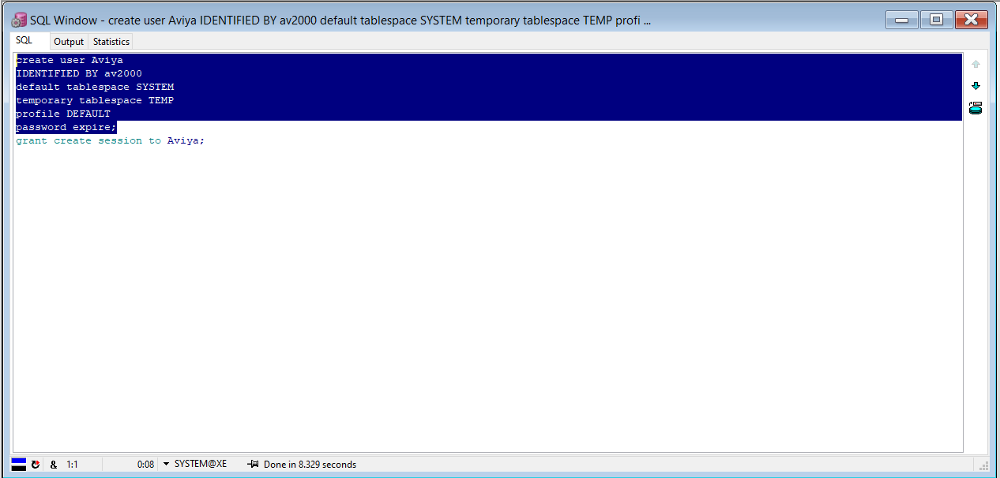 SQL Window - create user Aviya IDENTIFIED BY av2000 default tablespace SYSTEM temporary tablespace TEMP profi ...
SQL Output Statistics
create user Aviya
IDENTIFIED BY av2000
default tablespace SYSTEM
temporary tablespace TEMP
profile DEFAULT
password expire;
grant create session to Aviya;
& 1:1 0:08 SYSTEM@XE Done in 8.329 seconds